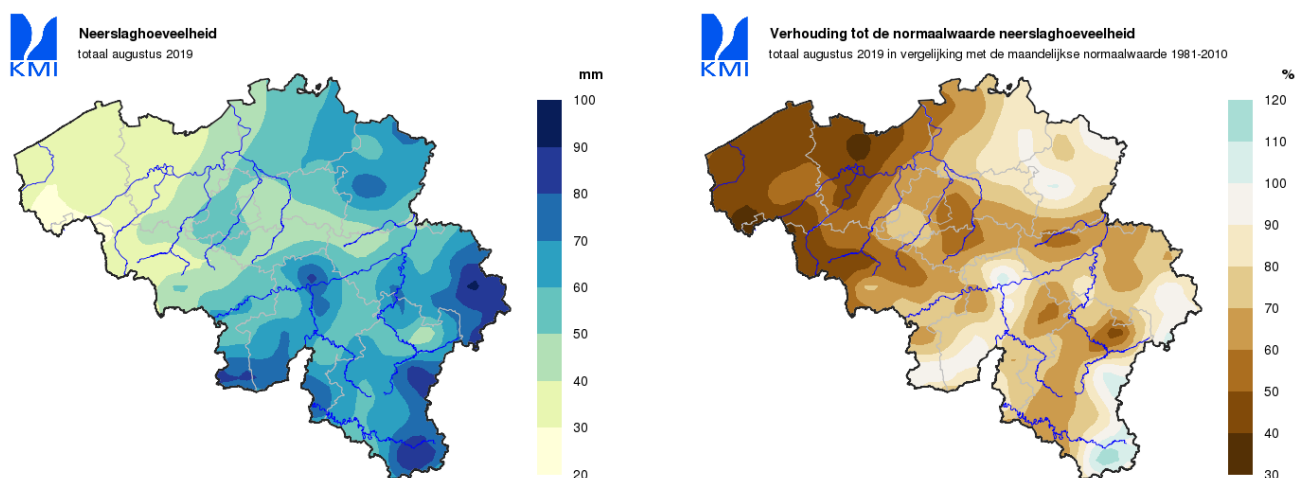 KMI
Neerslaghoeveelheid
totaal augustus 2019
mm
100
90
80
70
60
50
40
30
20
KMI
Verhouding tot de normaalwaarde neerslaghoeveelheid
totaal augustus 2019 in vergelijking met de maandelijkse normaalwaarde 1981-2010
%
120
110
100
90
80
70
60
50
40
30